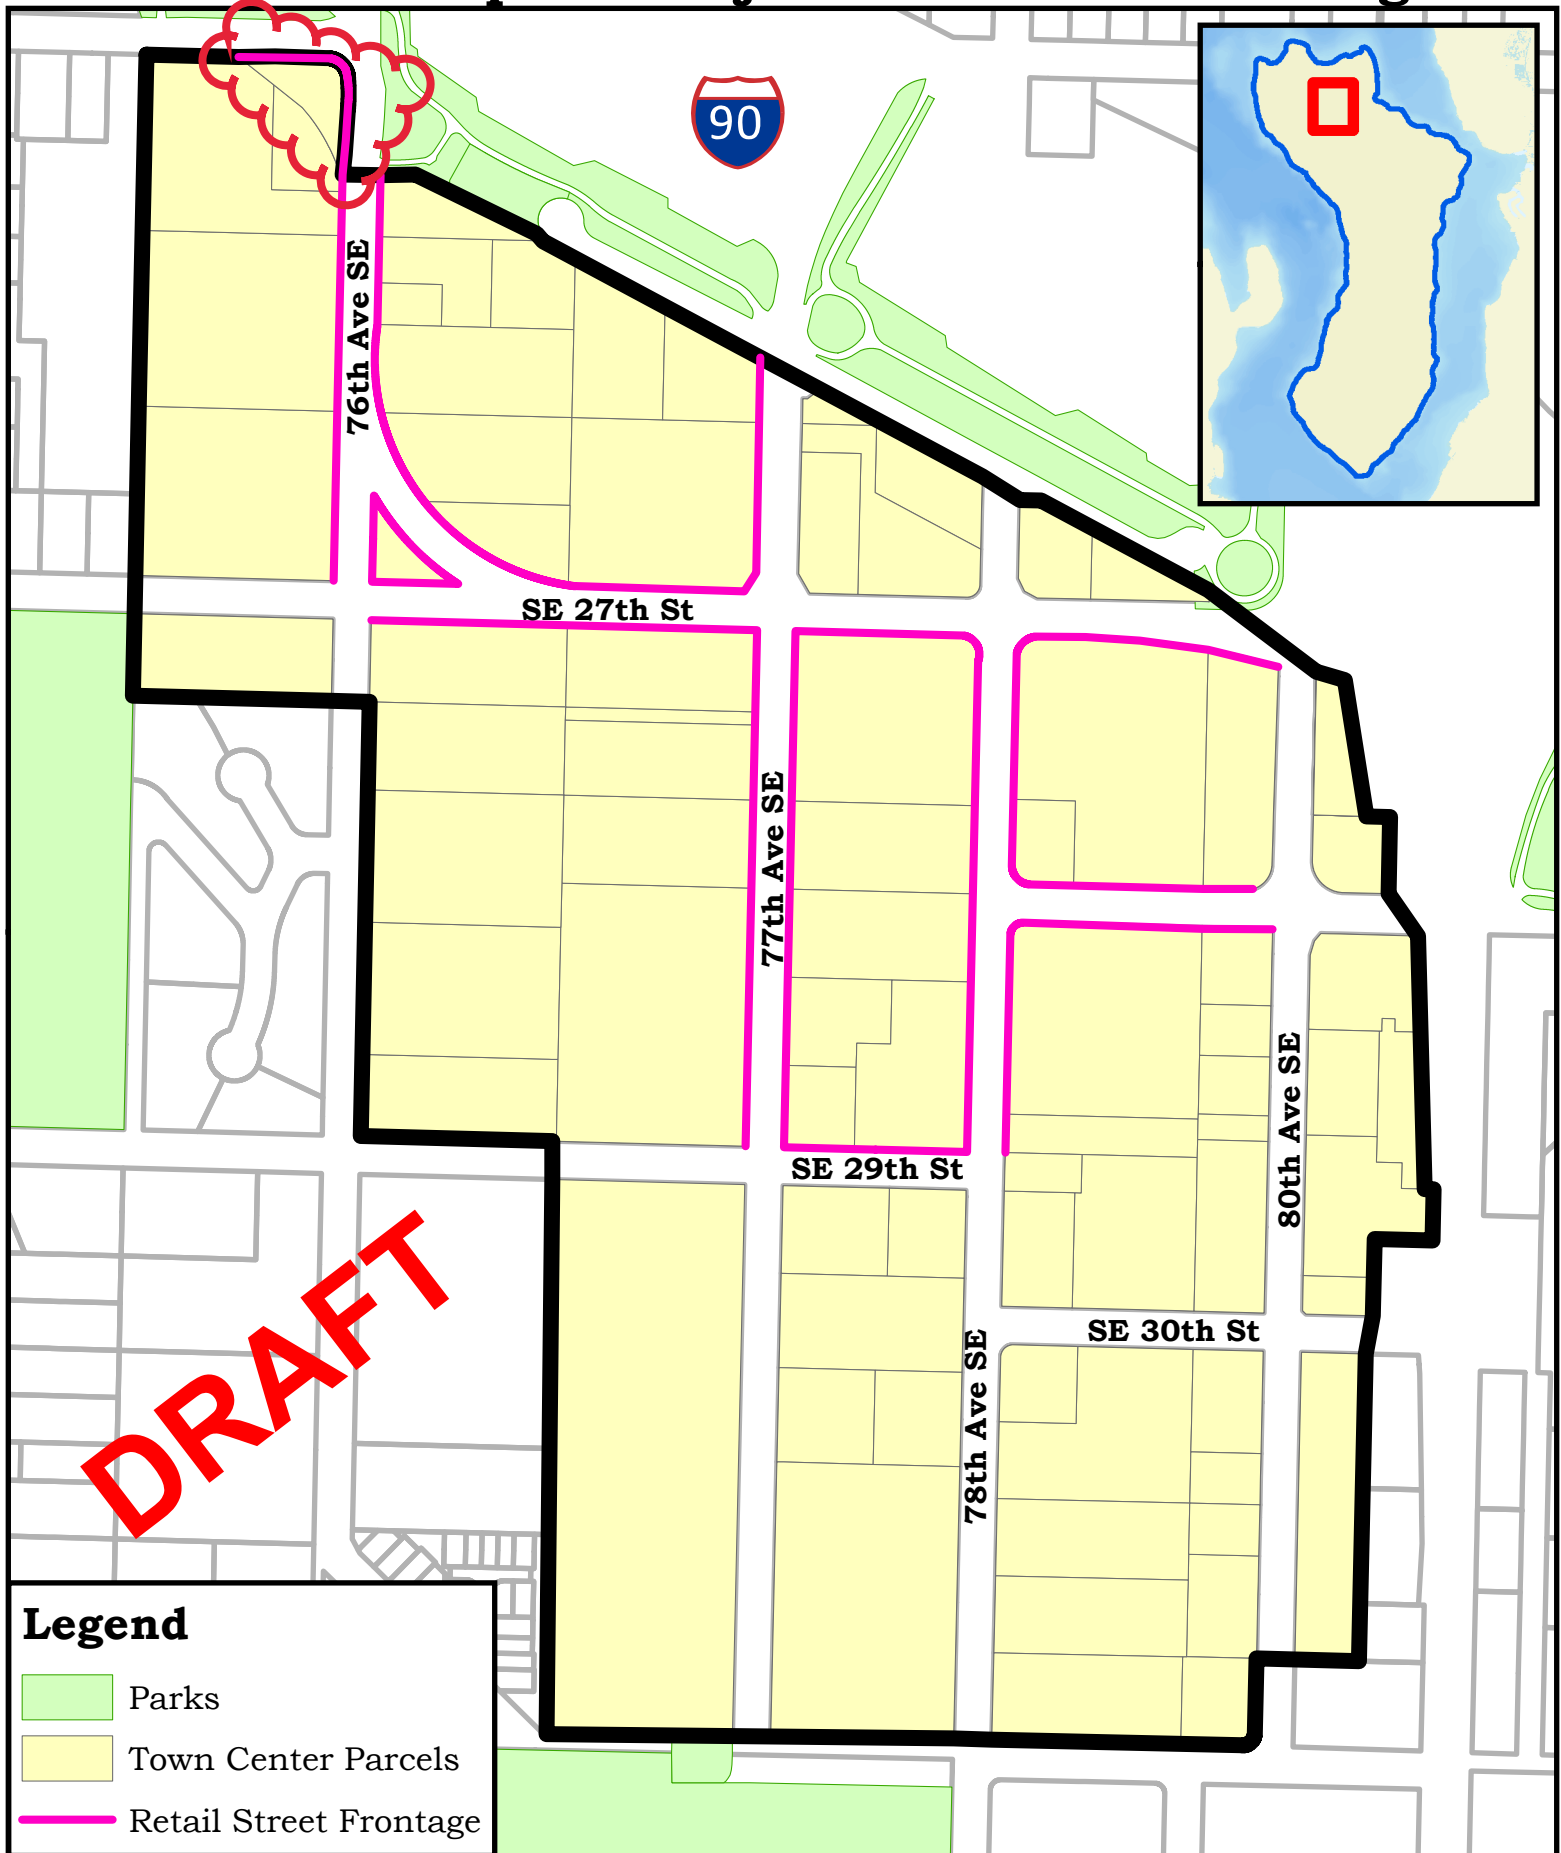 90
76th Ave SE
SE 27th St
77th Ave SE
80th Ave SE
SE 29th St
SE 30th St
78th Ave SE
DRAFT
Legend
Parks
Town Center Parcels
Retail Street Frontage